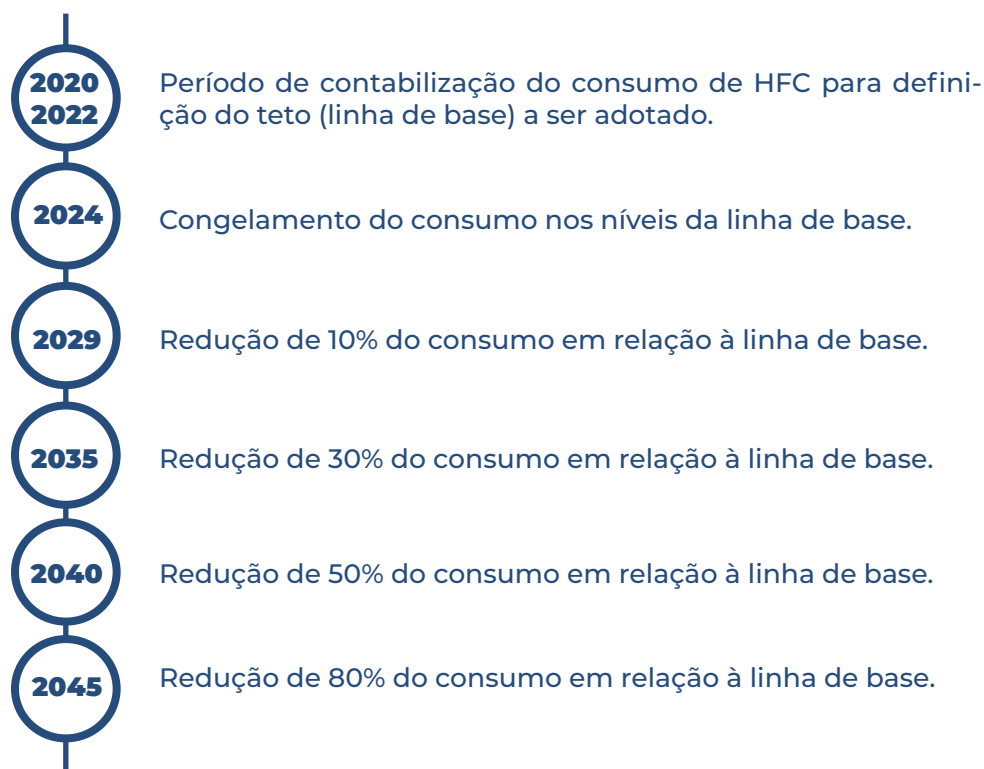 2020
2022
Período de contabilização do consumo de HFC para defini-
ção do teto (linha de base) a ser adotado.
2024
Congelamento do consumo nos níveis da linha de base.
2029
Redução de 10% do consumo em relação à linha de base.
2035
Redução de 30% do consumo em relação à linha de base.
2040
Redução de 50% do consumo em relação à linha de base.
2045
Redução de 80% do consumo em relação à linha de base.